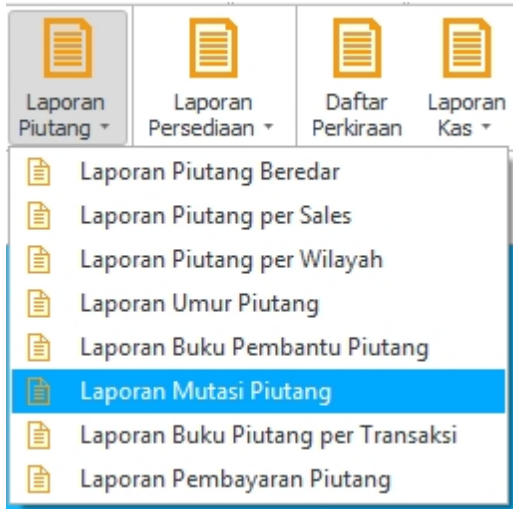 Laporan
Piutang
Laporan
Persediaan
Daftar
Perkiraan
Laporan
Kas
Laporan Piutang Beredar
Laporan Piutang per Sales
Laporan Piutang per Wilayah
Laporan Umur Piutang
Laporan Buku Pembantu Piutang
Laporan Mutasi Piutang
Laporan Buku Piutang per Transaksi
Laporan Pembayaran Piutang